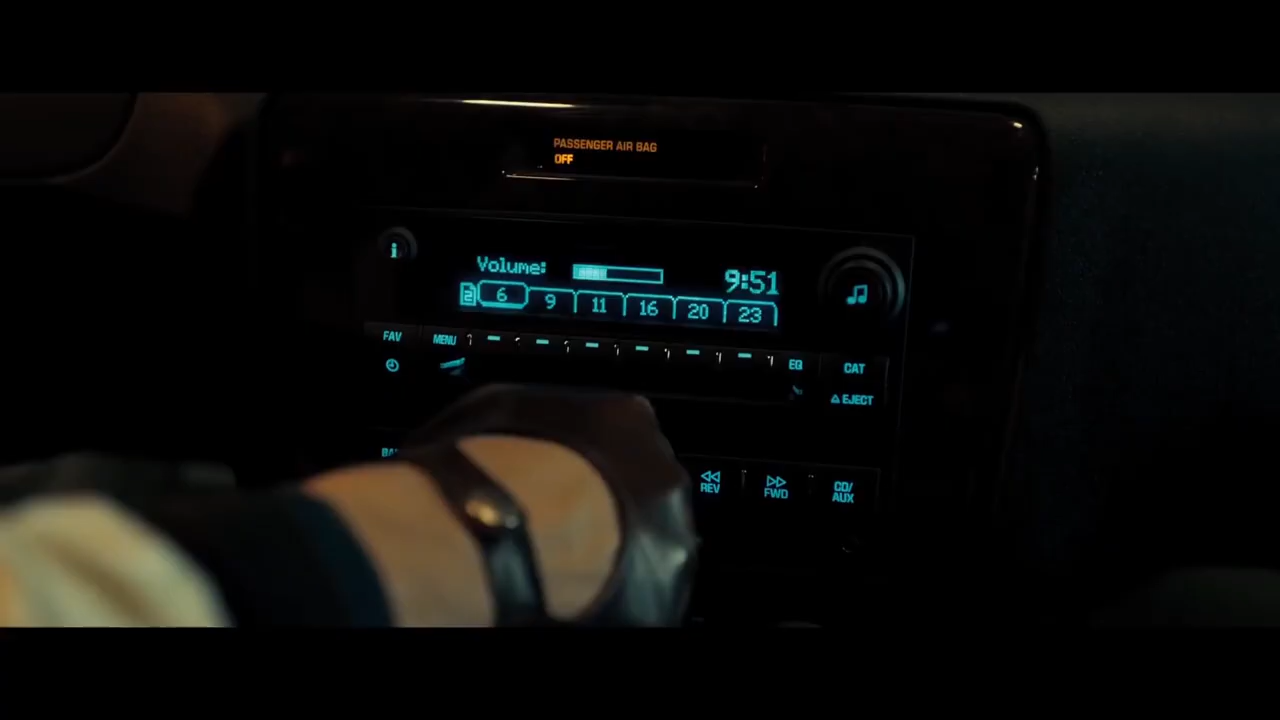 PASSENGER AIR BAG
OFF
i
Volume: 9:51
2 6 9 11 16 20 23
FAV MENU EQ CAT
EJECT
REV FWD CD/
AUX